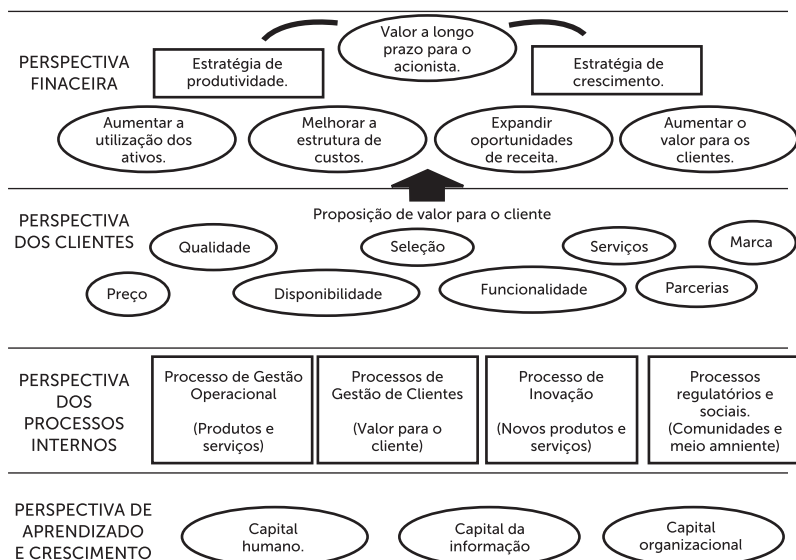 PERSPECTIVA
FINACEIRA
Estratégia de
produtividade.
Valor a longo
prazo para o
acionista.
Estratégia de
crescimento.
Aumentar a
utilização dos
ativos.
Melhorar a
estrutura de
custos.
Expandir
oportunidades
de receita.
Aumentar o
valor para os
clientes.
PERSPECTIVA
DOS CLIENTES
Proposição de valor para o cliente
Qualidade
Seleção
Serviços
Marca
Preço
Disponibilidade
Funcionalidade
Parcerias
PERSPECTIVA
DOS
PROCESSOS
INTERNOS
Processo de Gestão
Operacional
(Produtos e
serviços)
Processos de
Gestão de Clientes
(Valor para o
cliente)
Processo de
Inovação
(Novos produtos e
serviços)
Processos
regulatórios e
sociais.
(Comunidades e
meio amniente)
PERSPECTIVA DE
APRENDIZADO
E CRESCIMENTO
Capital
humano.
Capital da
informação
Capital
organizacional